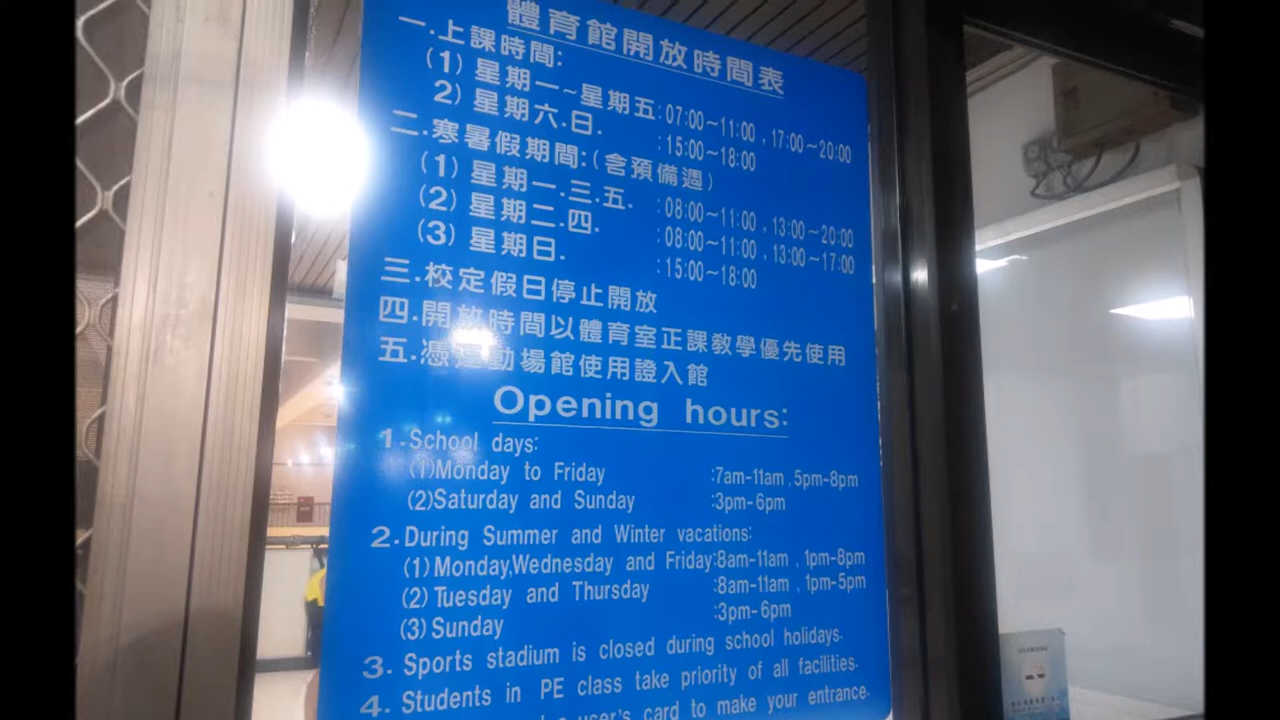 體育館開放時間表
一.上課時間:
(1) 星期一~星期五:07:00~11:00 , 17:00~20:00
2) 星期六.日. :15:00~18:00
二.寒暑假期間:(含預備週)
(1) 星期一.三.五. :08:00~11:00, 13:00~20:00
(2) 星期二.四. :08:00~11:00, 13:00~17:00
(3) 星期日. :15:00~18:00
三.校定假日停止開放
四.開放時間以體育室正課教學優先使用
五.憑運動場館使用證入館
Opening hours:
1.School days:
(1)Monday to Friday :7am-11am,5pm-8pm
(2)Saturday and Sunday :3pm-6pm
2.During Summer and Winter vacations:
(1)Monday,Wednesday and Friday:8am-11am , 1pm-8pm
(2)Tuesday and Thursday :8am-11am , 1pm-5pm
(3)Sunday :3pm-6pm
3. Sports stadium is closed during school holidays.
4. Students in PE class take priority of all facilities.
user's card to make your entrance.